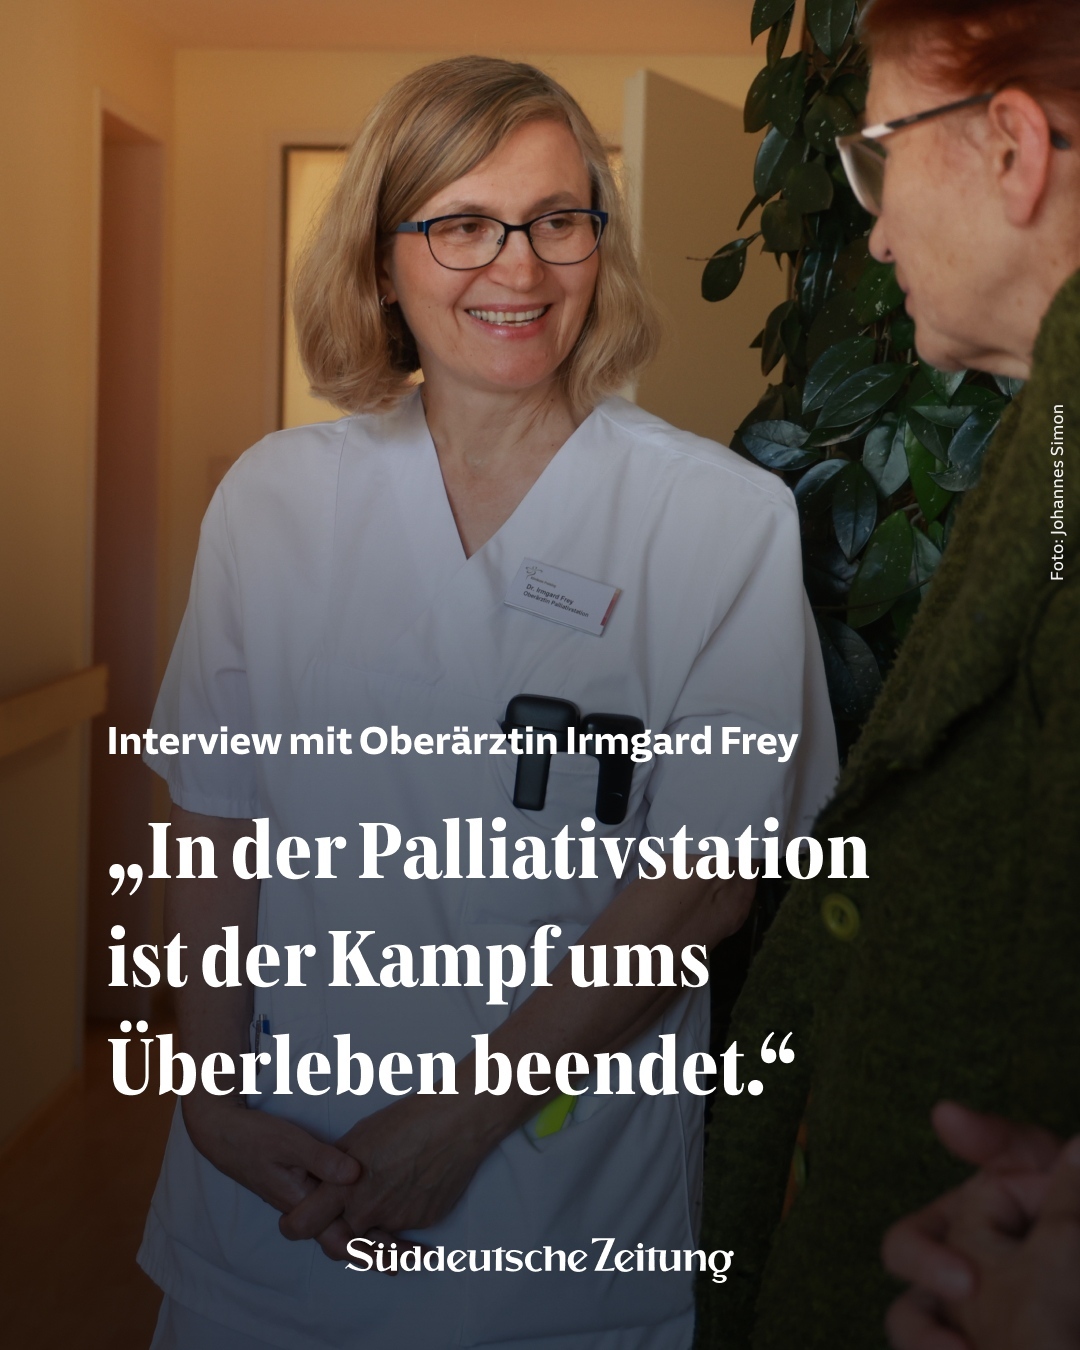 Foto: Johannes Simon
Dr. Irmgard Frey
Oberärztin Palliativstation
Interview mit Oberärztin Irmgard Frey
„In der Palliativstation
ist der Kampf ums
Überleben beendet.“
Süddeutsche Zeitung